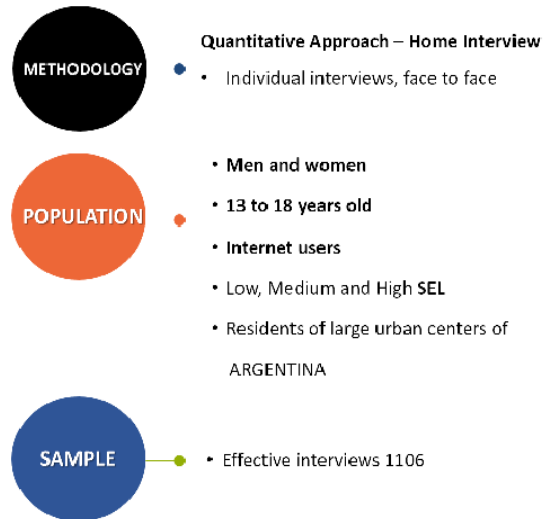 METHODOLOGY
Quantitative Approach – Home Interview
• Individual interviews, face to face
POPULATION
• Men and women
• 13 to 18 years old
• Internet users
• Low, Medium and High SEL
• Residents of large urban centers of
ARGENTINA
SAMPLE
• Effective interviews 1106